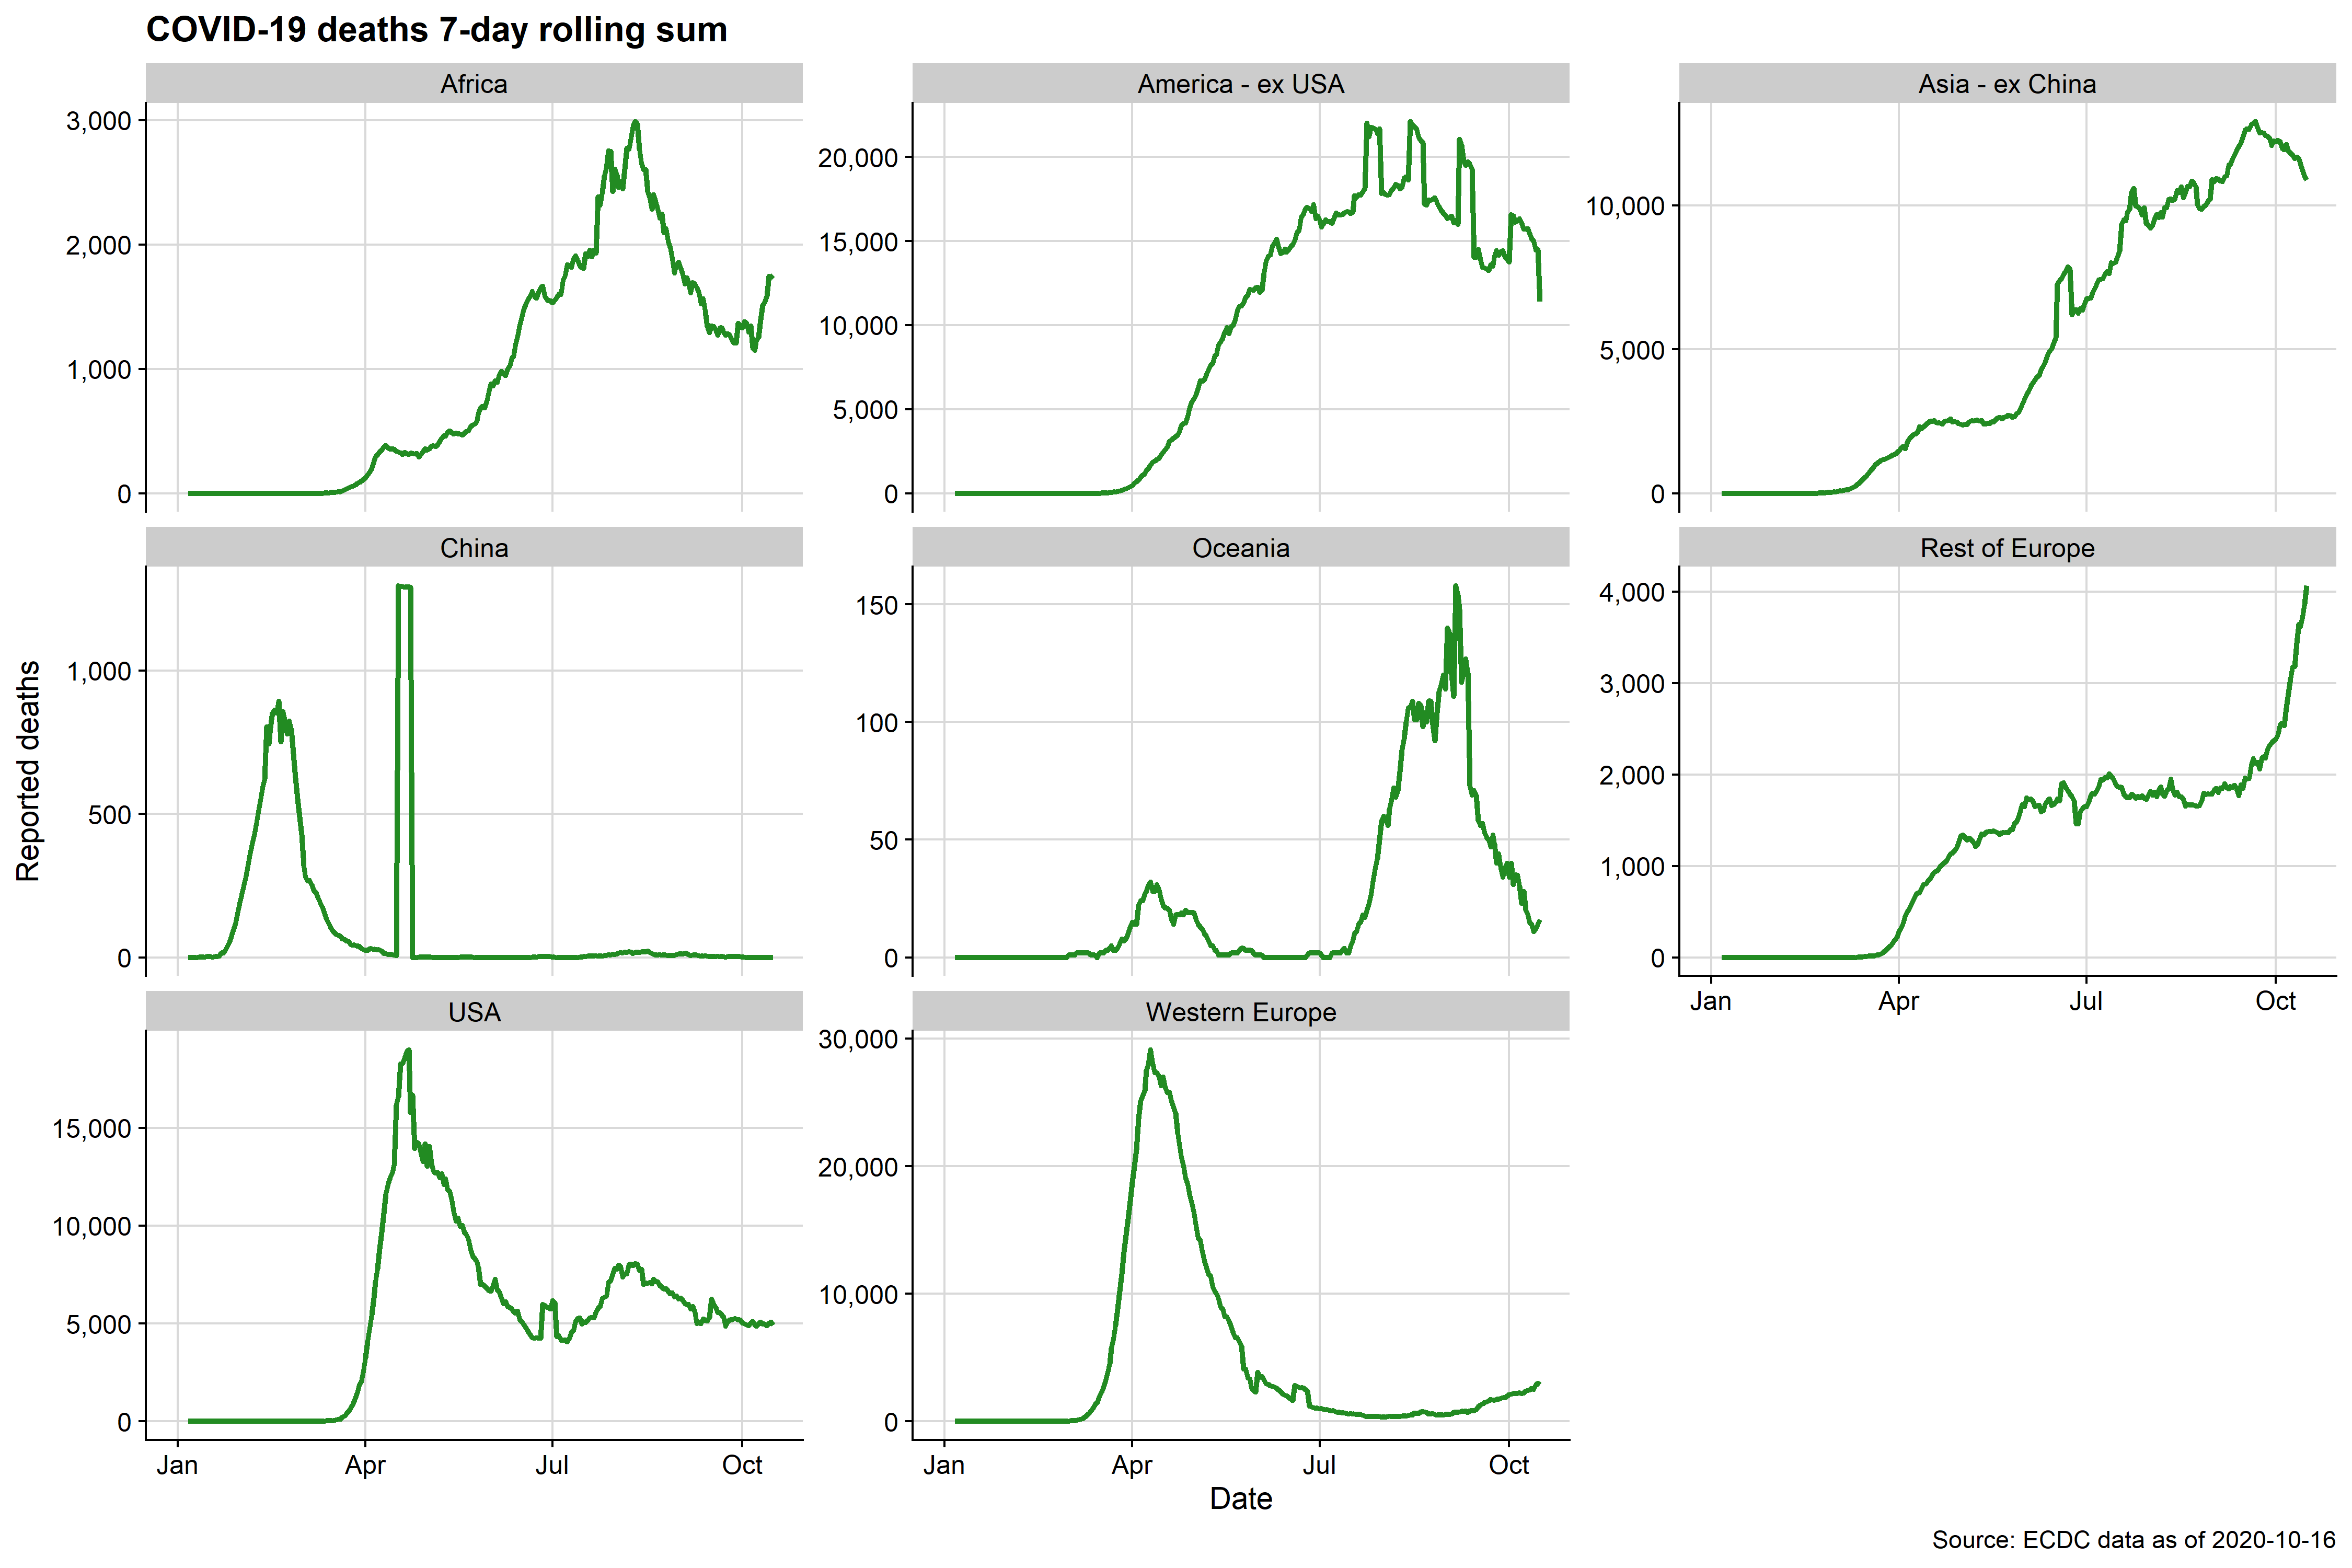 COVID-19 deaths 7-day rolling sum
Africa
America - ex USA
Asia - ex China
3,000
2,000
1,000
0
20,000
15,000
10,000
5,000
0
10,000
5,000
0
China
Oceania
Rest of Europe
1,000
500
0
150
100
50
0
4,000
3,000
2,000
1,000
0
Jan Apr Jul Oct
Reported deaths
USA
Western Europe
15,000
10,000
5,000
0
30,000
20,000
10,000
0
Jan Apr Jul Oct
Jan Apr Jul Oct
Date
Source: ECDC data as of 2020-10-16